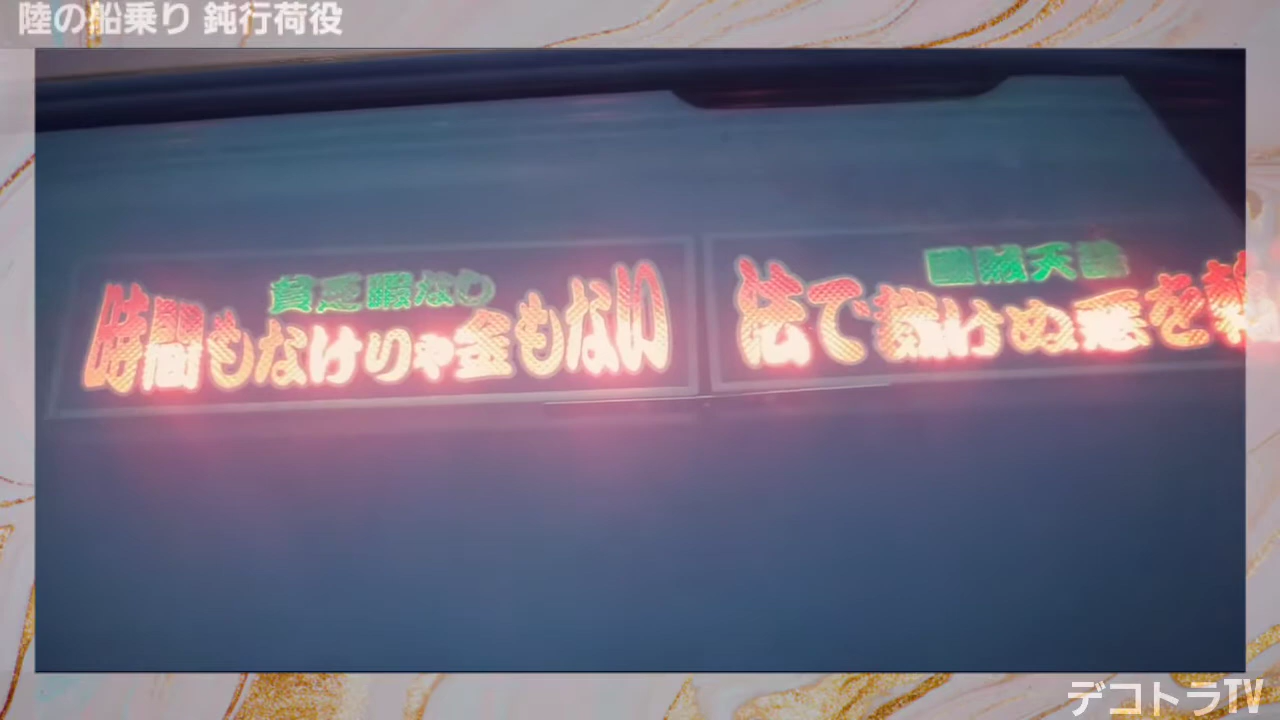 陸の船乗り 鈍行荷役
貧乏暇なし
時間もなけりゃ金もない
天誅
法で裁けぬ悪を
デコトラTV